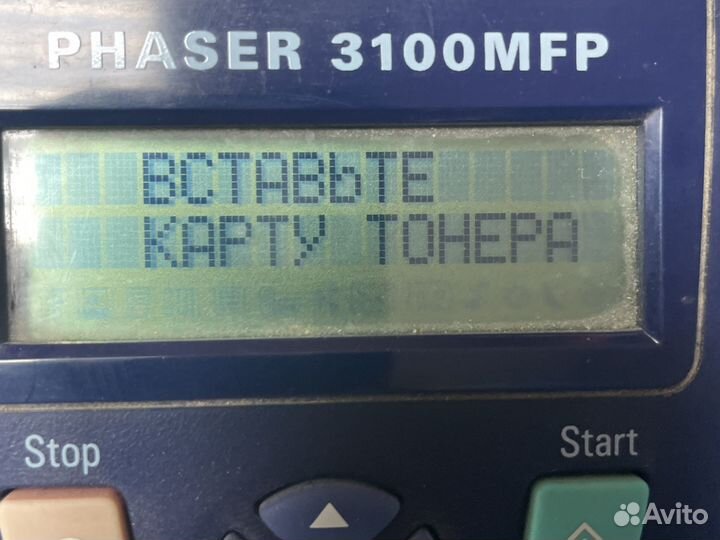 PHASER 3100MFP
ВСТАВЬТЕ
КАРТУ ТОНЕРА
Stop
Start
Avito